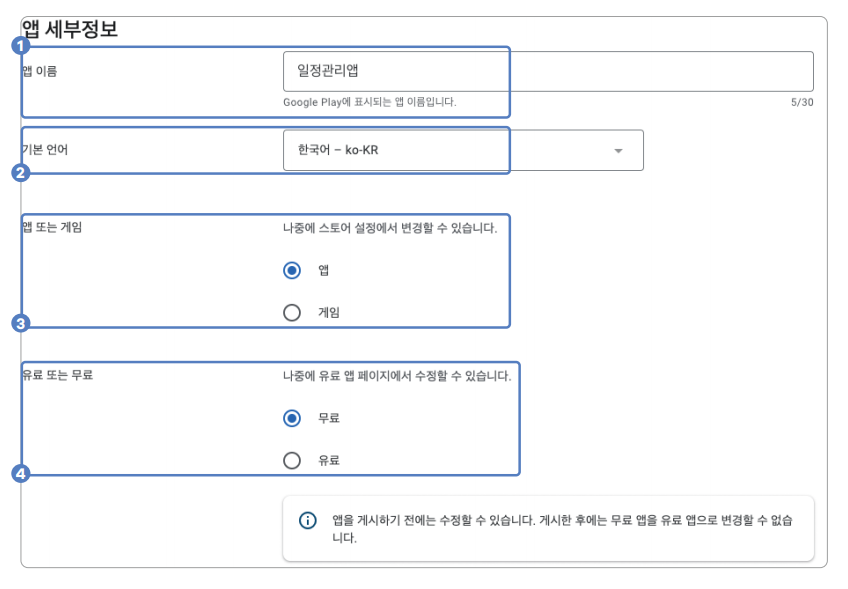 앱 세부정보
1
앱 이름
일정관리앱
Google Play에 표시되는 앱 이름입니다.
5/30
기본 언어
한국어 – ko-KR
2
앱 또는 게임
나중에 스토어 설정에서 변경할 수 있습니다.
앱
게임
3
유료 또는 무료
나중에 유료 앱 페이지에서 수정할 수 있습니다.
무료
유료
4
앱을 게시하기 전에는 수정할 수 있습니다. 게시한 후에는 무료 앱을 유료 앱으로 변경할 수 없습
니다.